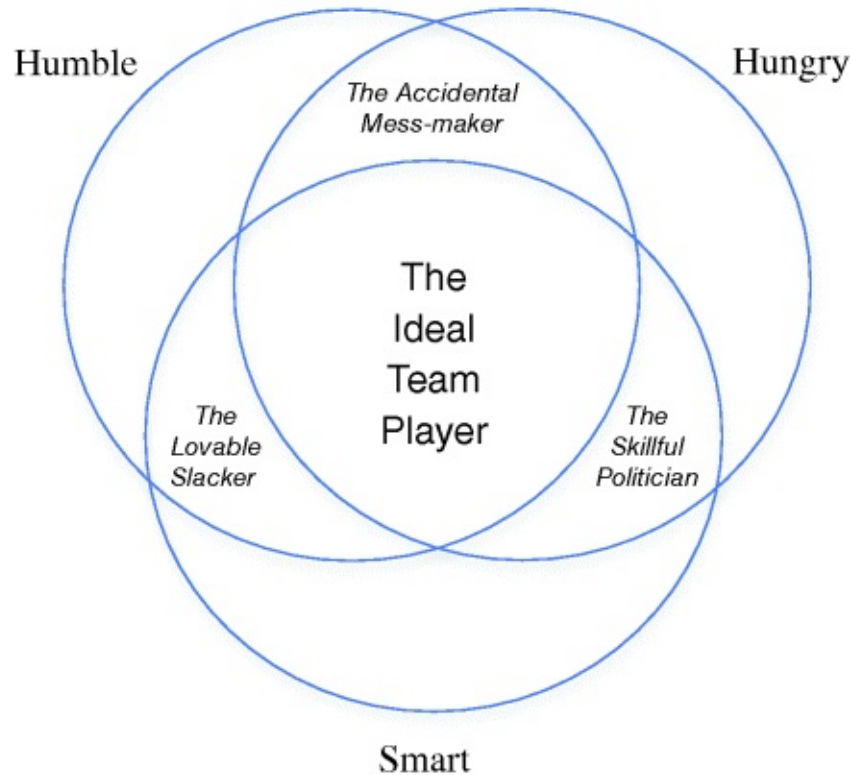 Humble
Hungry
The Accidental
Mess-maker
The
Ideal
Team
Player
The
Lovable
Slacker
The
Skillful
Politician
Smart